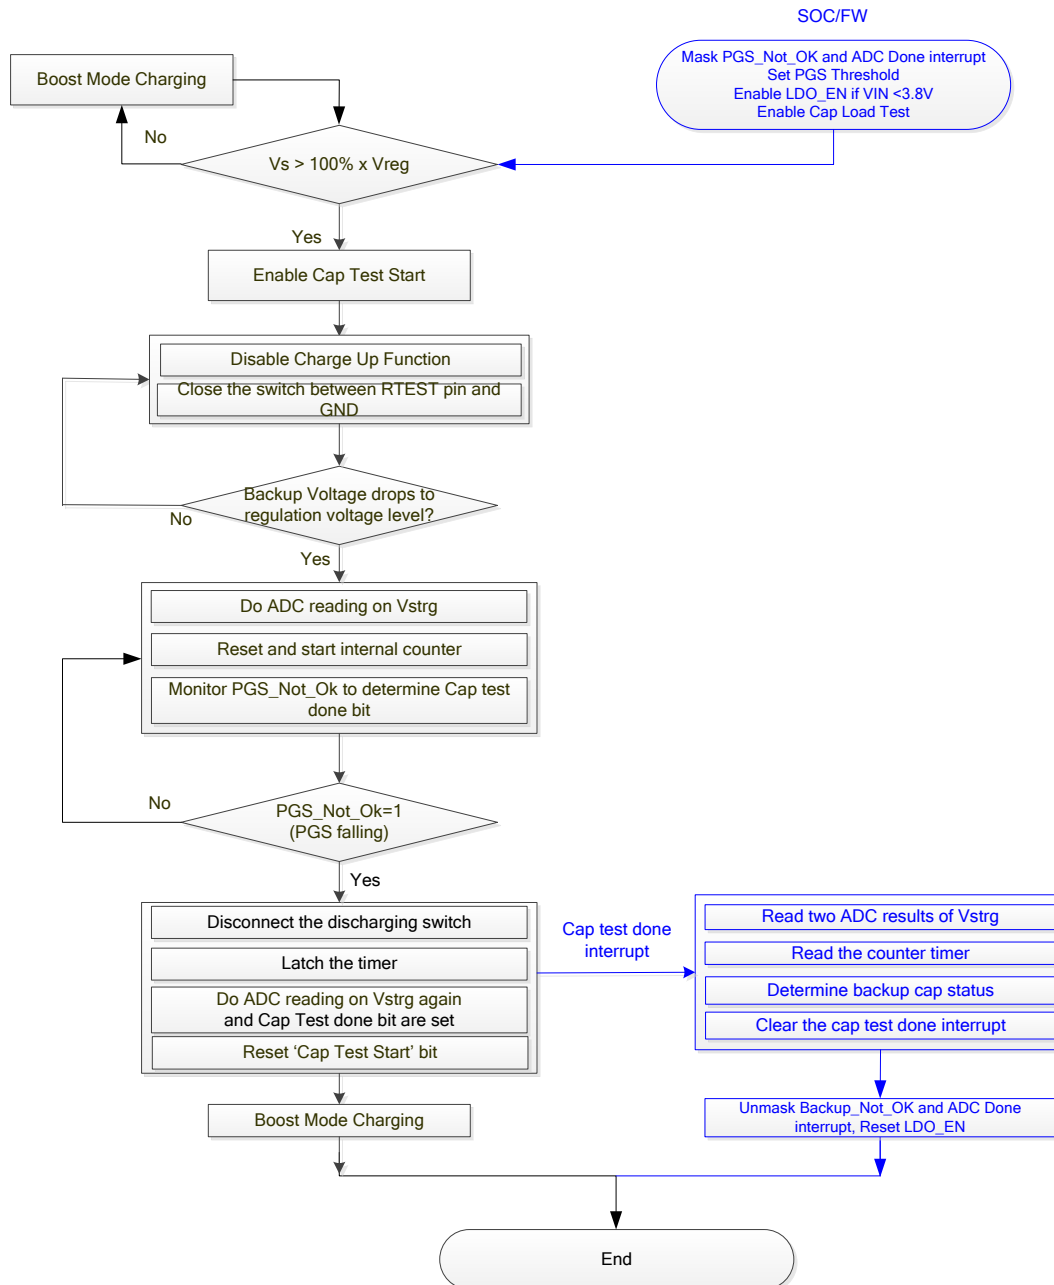 SOC/FW
Mask PGS_Not_OK and ADC Done interrupt
Set PGS Threshold
Enable LDO_EN if VIN <3.8V
Enable Cap Load Test
Boost Mode Charging
No
Vs > 100% x Vreg
Yes
Enable Cap Test Start
Disable Charge Up Function
Close the switch between RTEST pin and
GND
Backup Voltage drops to
regulation voltage level?
No
Yes
Do ADC reading on Vstrg
Reset and start internal counter
Monitor PGS_Not_Ok to determine Cap test
done bit
No
PGS_Not_Ok=1
(PGS falling)
Yes
Disconnect the discharging switch
Latch the timer
Do ADC reading on Vstrg again
and Cap Test done bit are set
Reset ‘Cap Test Start’ bit
Cap test done
interrupt
Read two ADC results of Vstrg
Read the counter timer
Determine backup cap status
Clear the cap test done interrupt
Boost Mode Charging
Unmask Backup_Not_OK and ADC Done
interrupt, Reset LDO_EN
End